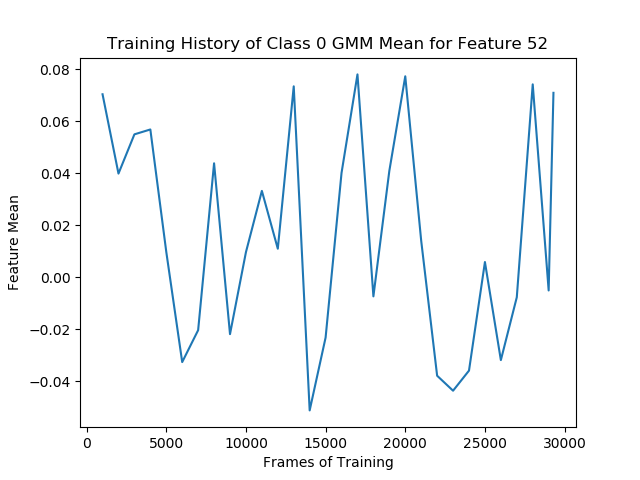 Training History of Class 0 GMM Mean for Feature 52
0.08
0.06
0.04
0.02
0.00
−0.02
−0.04
Feature Mean
0 5000 10000 15000 20000 25000 30000
Frames of Training